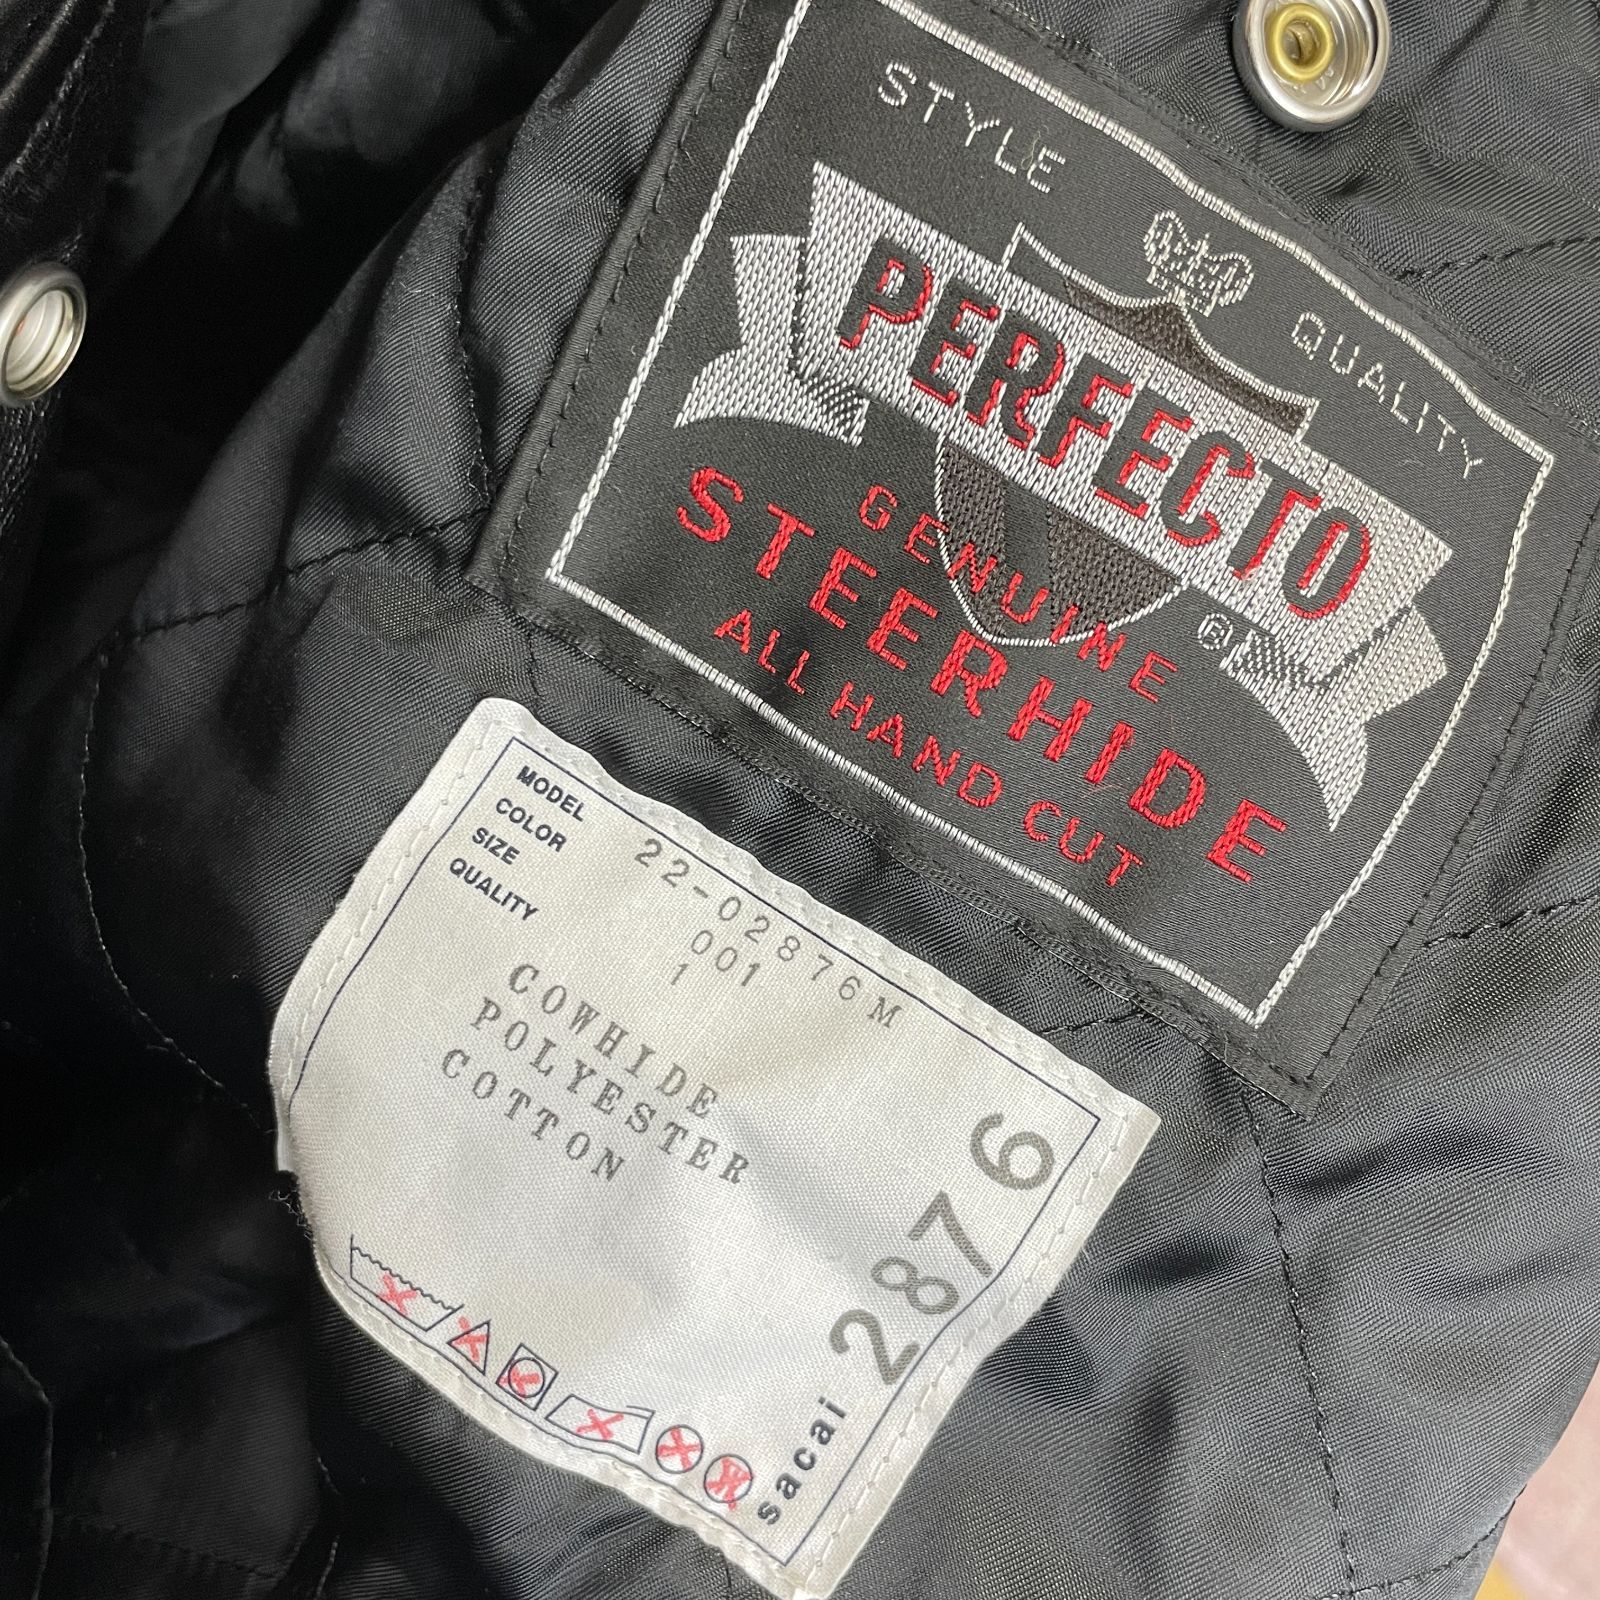 STYLE
QUALITY
PERFECTO
®
GENUINE
STEERHIDE
ALL HAND CUT
MODEL 22-02876M
COLOR 001
SIZE 1
QUALITY
COWHIDE
POLYESTER
COTTON
2876
sacai